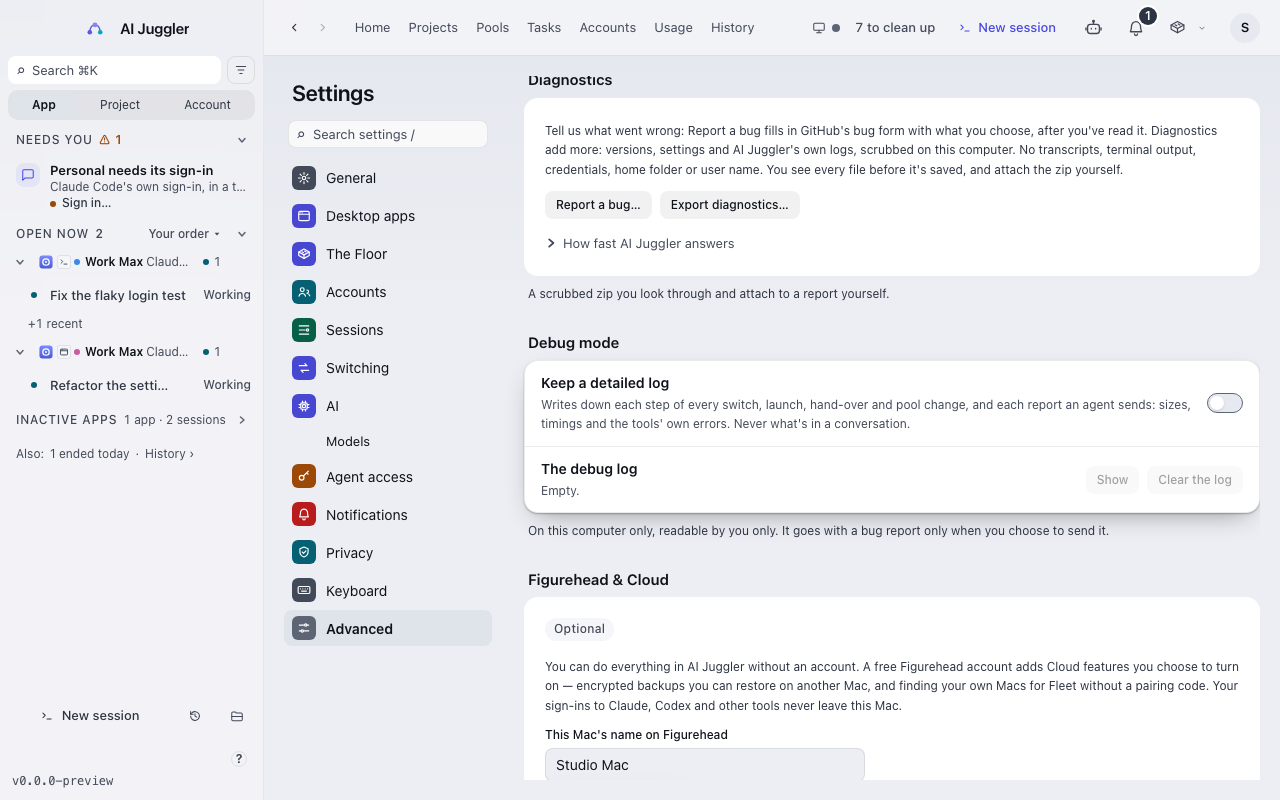 AI Juggler
Home
Projects
Pools
Tasks
Accounts
Usage
History
7 to clean up
New session
1
S
Search ⌘K
App
Project
Account
NEEDS YOU
1
Personal needs its sign-in
Claude Code's own sign-in, in a t…
Sign in…
OPEN NOW 2
Your order
Work Max Claud…
1
Fix the flaky login test
Working
+1 recent
Work Max Claud…
1
Refactor the setti…
Working
INACTIVE APPS
1 app · 2 sessions
Also: 1 ended today · History ›
New session
?
v0.0.0-preview
Settings
Search settings /
General
Desktop apps
The Floor
Accounts
Sessions
Switching
AI
Models
Agent access
Notifications
Privacy
Keyboard
Advanced
Diagnostics
Tell us what went wrong: Report a bug fills in GitHub's bug form with what you choose, after you've read it. Diagnostics
add more: versions, settings and AI Juggler's own logs, scrubbed on this computer. No transcripts, terminal output,
credentials, home folder or user name. You see every file before it's saved, and attach the zip yourself.
Report a bug…
Export diagnostics…
How fast AI Juggler answers
A scrubbed zip you look through and attach to a report yourself.
Debug mode
Keep a detailed log
Writes down each step of every switch, launch, hand-over and pool change, and each report an agent sends: sizes,
timings and the tools' own errors. Never what's in a conversation.
The debug log
Empty.
Show
Clear the log
On this computer only, readable by you only. It goes with a bug report only when you choose to send it.
Figurehead & Cloud
Optional
You can do everything in AI Juggler without an account. A free Figurehead account adds Cloud features you choose to turn
on — encrypted backups you can restore on another Mac, and finding your own Macs for Fleet without a pairing code. Your
sign-ins to Claude, Codex and other tools never leave this Mac.
This Mac's name on Figurehead
Studio Mac